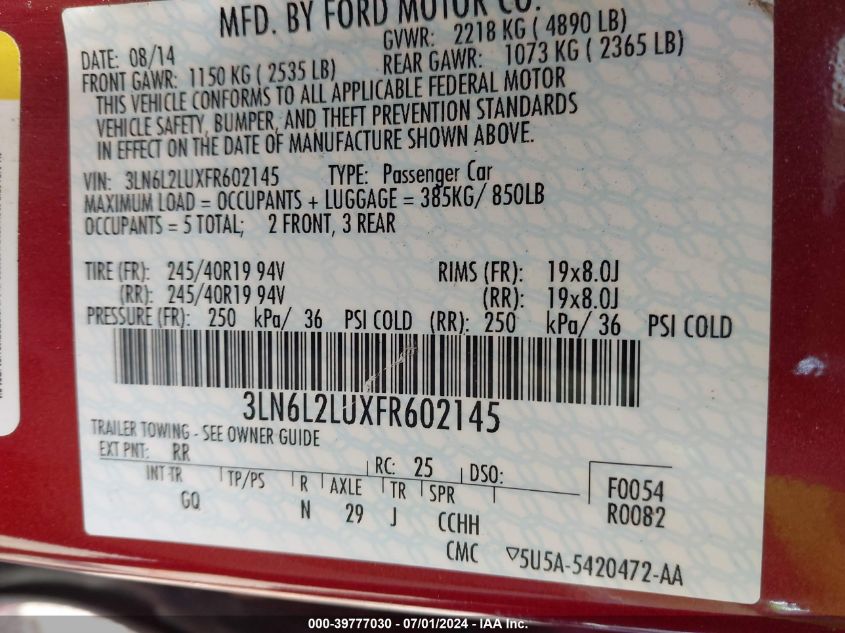 MFD. BY FORD MOTOR CO.
DATE: 08/14 GVWR: 2218 KG ( 4890 LB)
FRONT GAWR: 1150 KG ( 2535 LB) REAR GAWR: 1073 KG ( 2365 LB)
THIS VEHICLE CONFORMS TO ALL APPLICABLE FEDERAL MOTOR
VEHICLE SAFETY, BUMPER, AND THEFT PREVENTION STANDARDS
IN EFFECT ON THE DATE OF MANUFACTURE SHOWN ABOVE.
VIN: 3LN6L2LUXFR602145 TYPE: Passenger Car
MAXIMUM LOAD = OCCUPANTS + LUGGAGE = 385KG/ 850LB
OCCUPANTS = 5 TOTAL; 2 FRONT, 3 REAR
TIRE (FR): 245/40R19 94V RIMS (FR): 19x8.0J
(RR): 245/40R19 94V (RR): 19x8.0J
PRESSURE (FR): 250 kPa/ 36 PSI COLD (RR): 250 kPa/ 36 PSI COLD
3LN6L2LUXFR602145
TRAILER TOWING - SEE OWNER GUIDE
EXT PNT: RR RC: 25 DSO:
INT TR TP/PS R AXLE TR SPR F0054
GQ N 29 J CCHH R0082
CMC ▽5U5A-5420472-AA
000-39777030 - 07/01/2024 - IAA Inc.